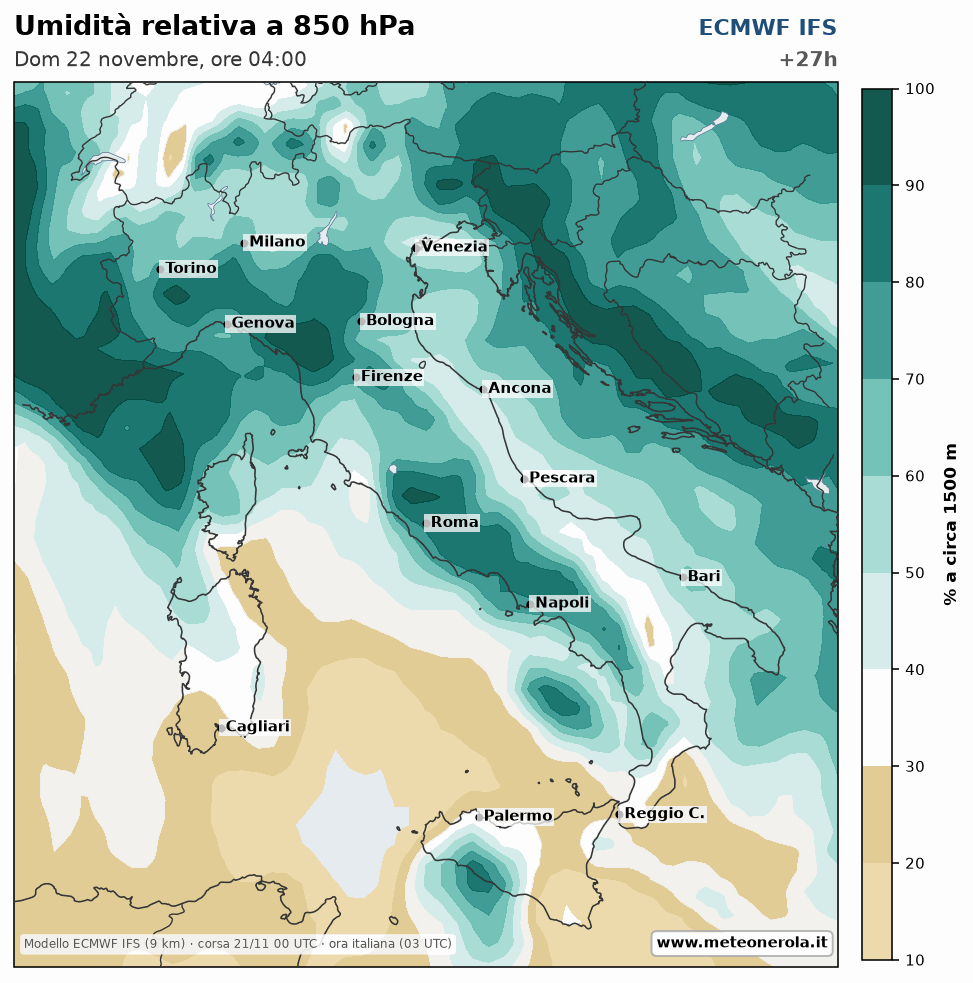 Umidità relativa a 850 hPa
ECMWF IFS
Dom 22 novembre, ore 04:00
+27h
Milano
Venezia
Torino
Genova
Bologna
Firenze
Ancona
Pescara
Roma
Bari
Napoli
Cagliari
Palermo
Reggio C.
100
90
80
70
60
50
40
30
20
10
% a circa 1500 m
Modello ECMWF IFS (9 km) · corsa 21/11 00 UTC · ora italiana (03 UTC)
www.meteonerola.it